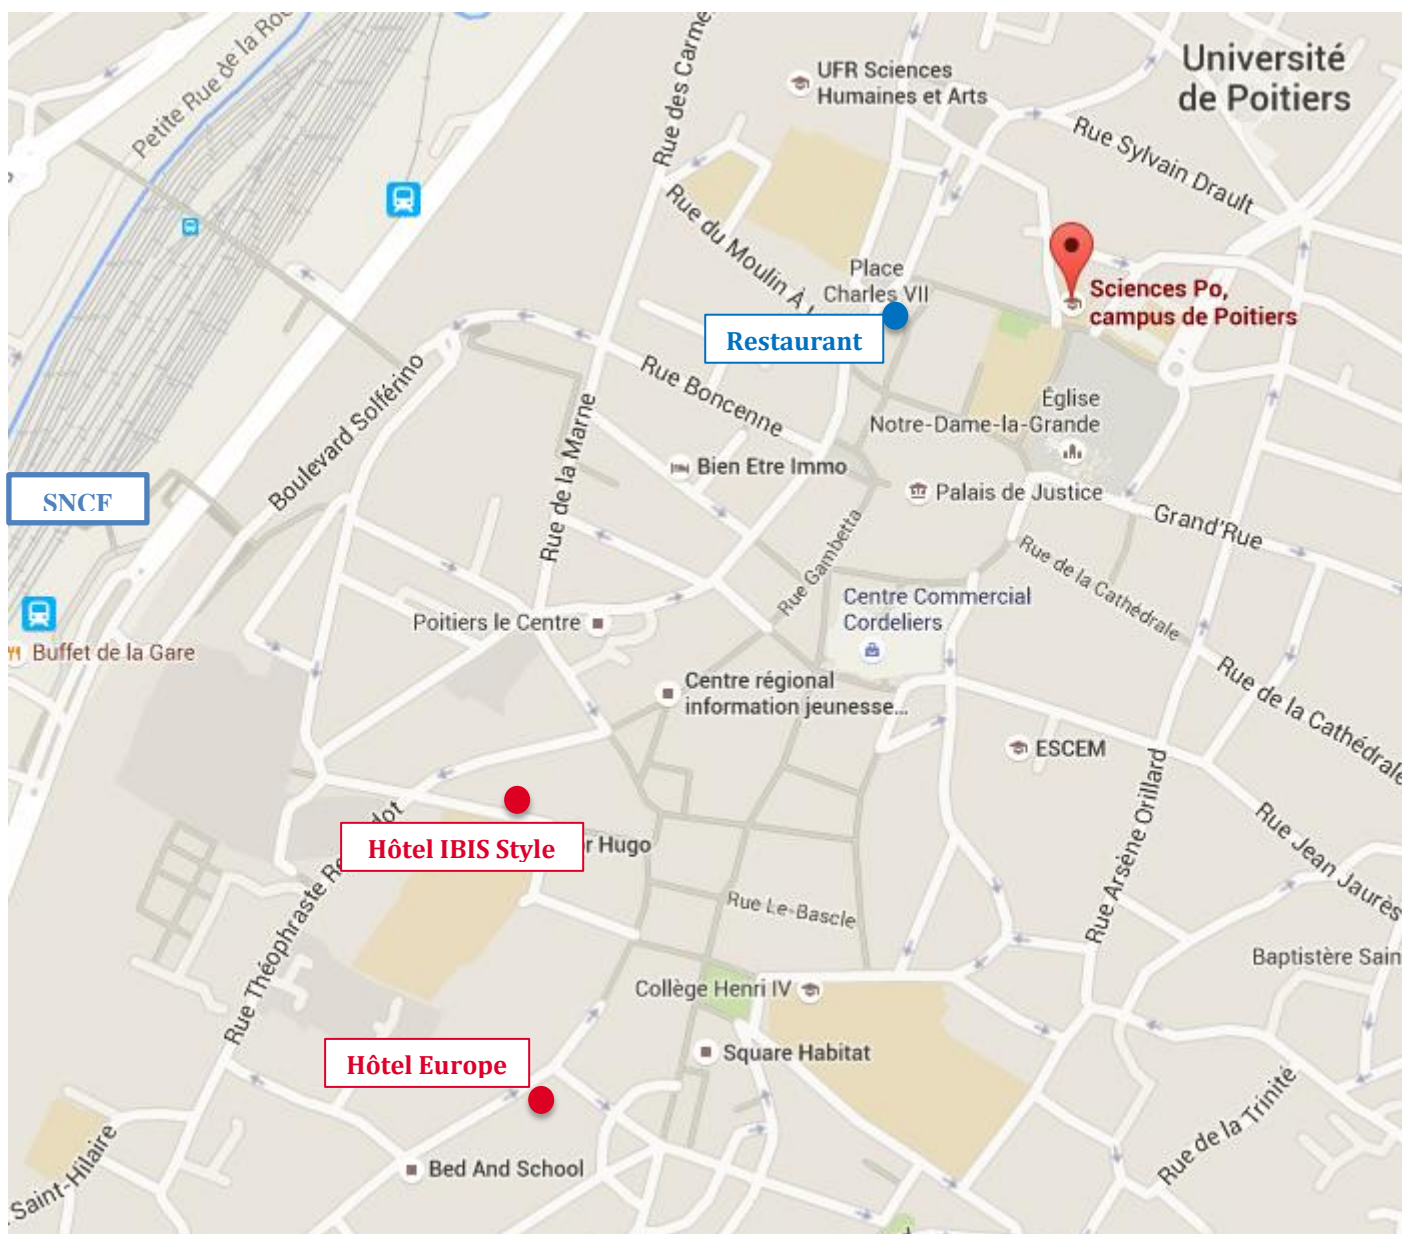 Petite Rue de la Roc
Rue des Carme
UFR Sciences
Humaines et Arts
Université
de Poitiers
Rue Sylvain Drault
Rue du Moulin À
Place
Charles VII
Sciences Po,
campus de Poitiers
Restaurant
Rue Boncenne
Boulevard Solférino
Rue de la Marne
Église
Notre-Dame-la-Grande
Bien Etre Immo
Palais de Justice
SNCF
Grand'Rue
Rue Gambetta
Rue de la Cathédrale
Centre Commercial
Cordeliers
Poitiers le Centre
Buffet de la Gare
Centre régional
information jeunesse...
Rue de la Cathédrale
ESCEM
Rue Arsène Orillard
Rue Jean Jaurès
Hôtel IBIS Style
or Hugo
Rue Théophraste Re
dot
Rue Le-Bascle
Baptistère Sain
Collège Henri IV
Square Habitat
Hôtel Europe
Rue de la Trinité
Bed And School
Saint-Hilaire